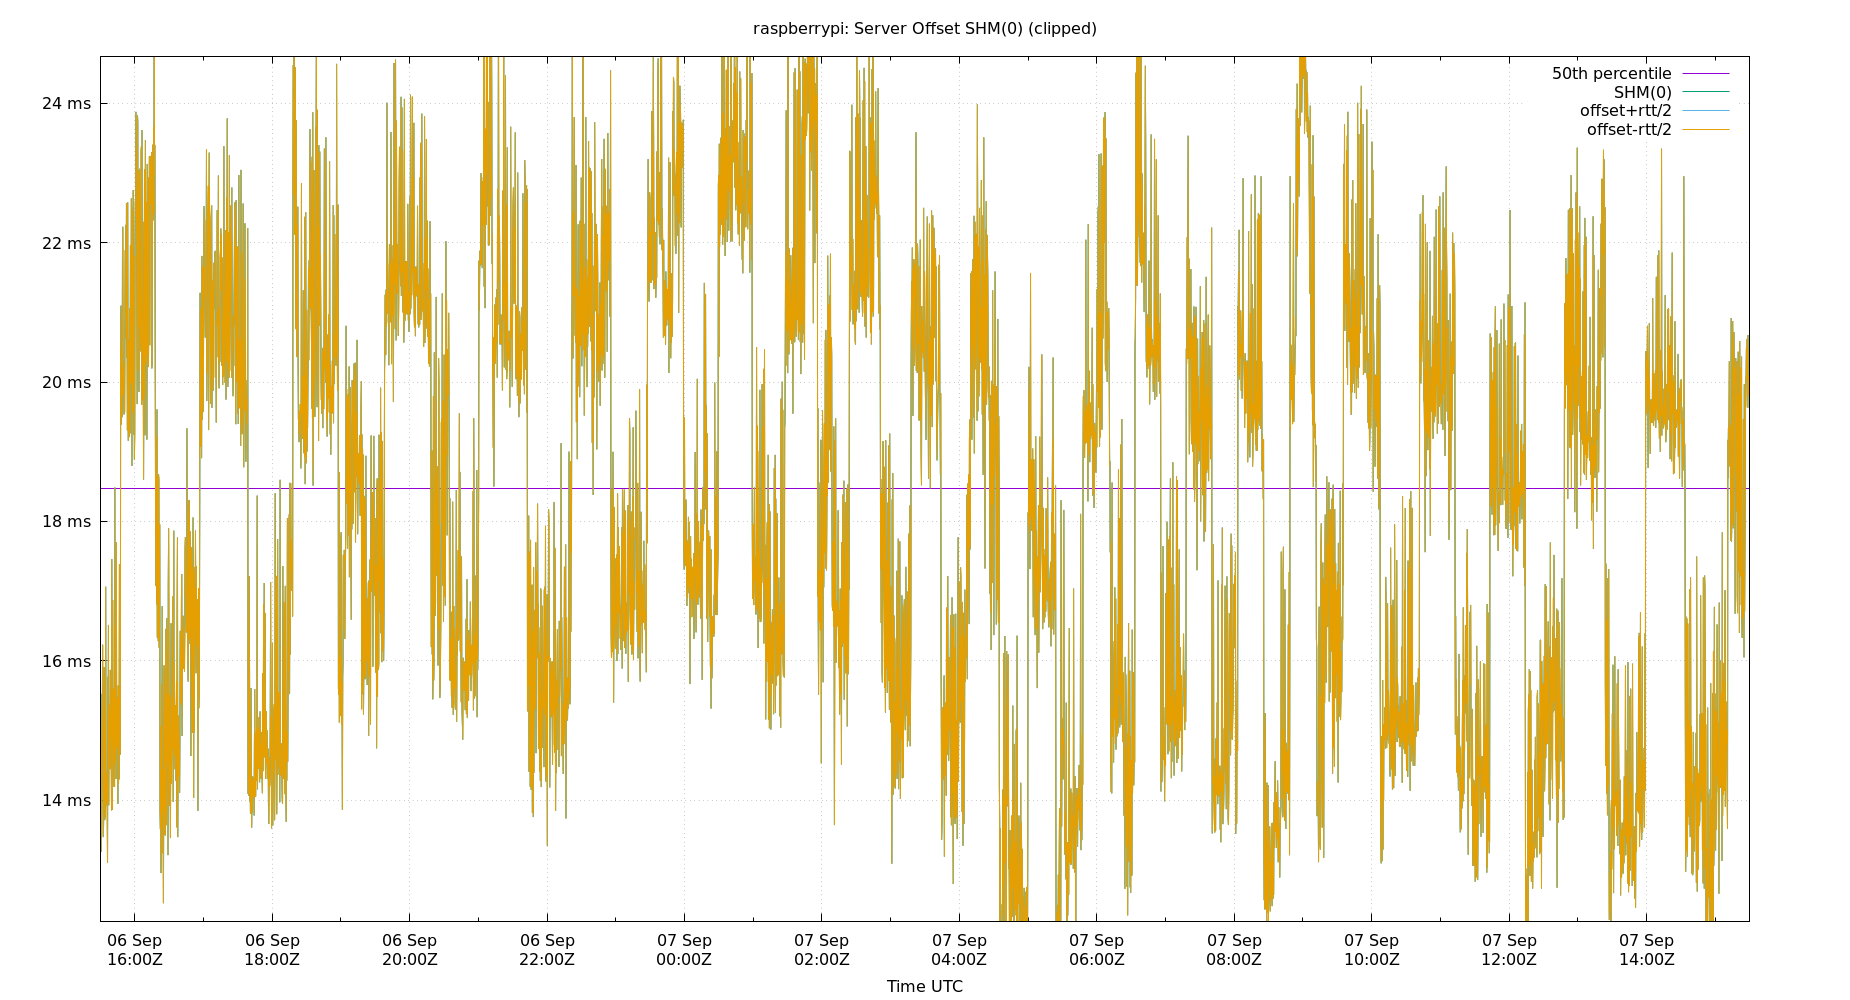 raspberrypi: Server Offset SHM(0) (clipped)
50th percentile
SHM(0)
offset+rtt/2
offset-rtt/2
24 ms
22 ms
20 ms
18 ms
16 ms
14 ms
06 Sep 06 Sep 06 Sep 06 Sep 07 Sep 07 Sep 07 Sep 07 Sep 07 Sep 07 Sep 07 Sep 07 Sep
16:00Z 18:00Z 20:00Z 22:00Z 00:00Z 02:00Z 04:00Z 06:00Z 08:00Z 10:00Z 12:00Z 14:00Z
Time UTC